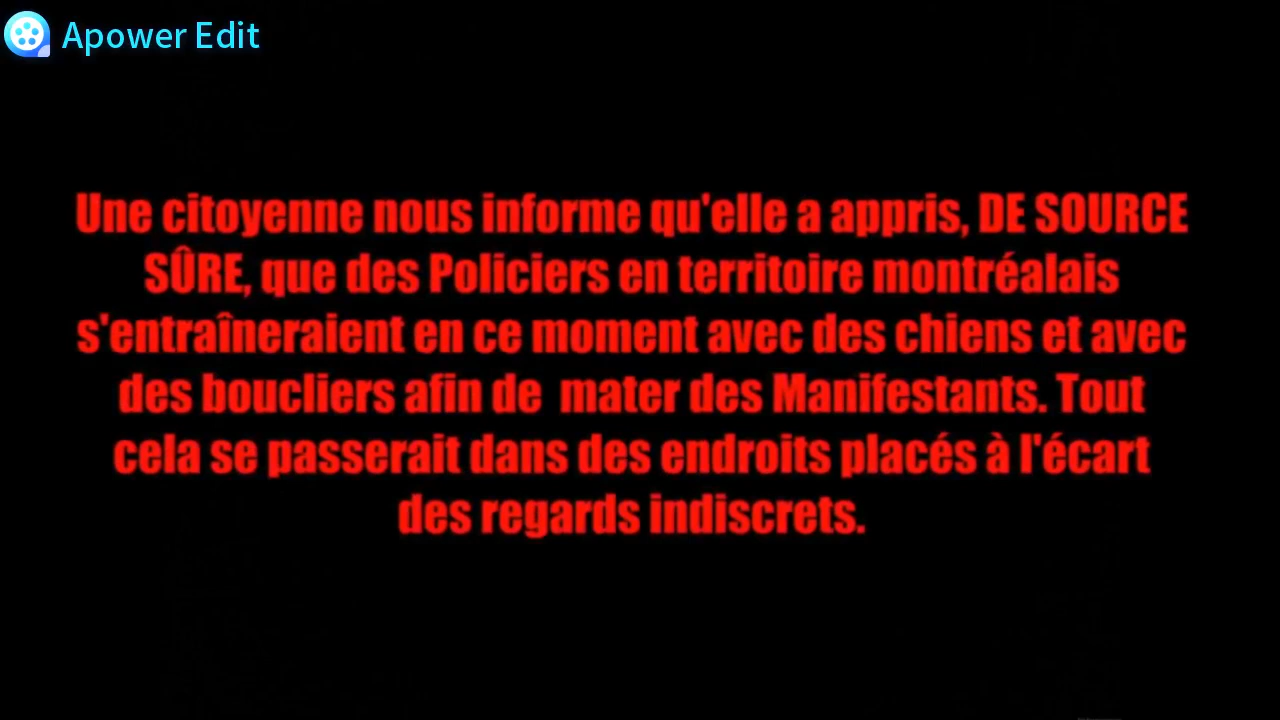 Apower Edit
Une citoyenne nous informe qu'elle a appris, DE SOURCE
SÛRE, que des Policiers en territoire montréalais
s'entraîneraient en ce moment avec des chiens et avec
des boucliers afin de  mater des Manifestants. Tout
cela se passerait dans des endroits placés à l'écart
des regards indiscrets.